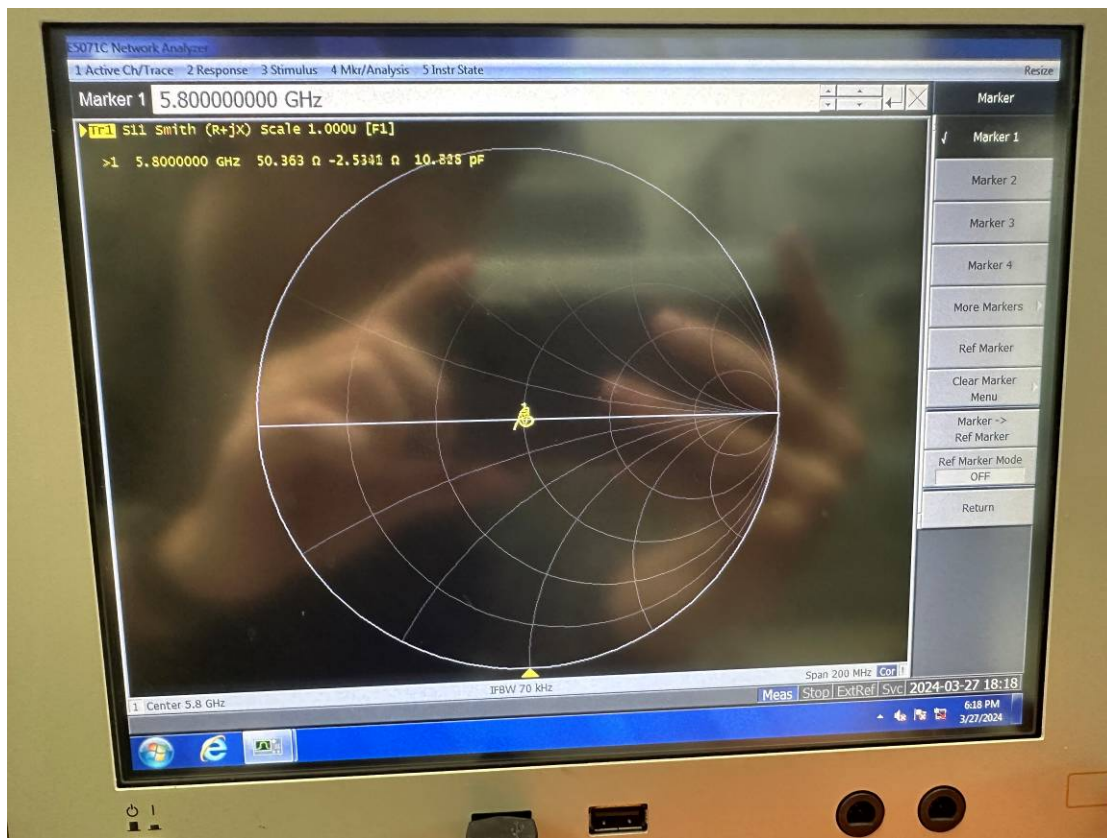 E5071C Network Analyzer
1 Active Ch/Trace 2 Response 3 Stimulus 4 Mkr/Analysis 5 Instr State
Resize
Marker 1 5.800000000 GHz
Marker
Tr1 S11 Smith (R+jX) Scale 1.000U [F1]
>1 5.8000000 GHz 50.363 Ω Ω pF
Marker 1
Marker 2
Marker 3
Marker 4
More Markers
Ref Marker
Clear Marker
Menu
Marker ->
Ref Marker
Ref Marker Mode
OFF
Return
1 Center 5.8 GHz
IFBW 70 kHz
Span 200 MHz Cor !
Meas Stop ExtRef Svc 2024-03-27 18:18
6:18 PM
3/27/2024